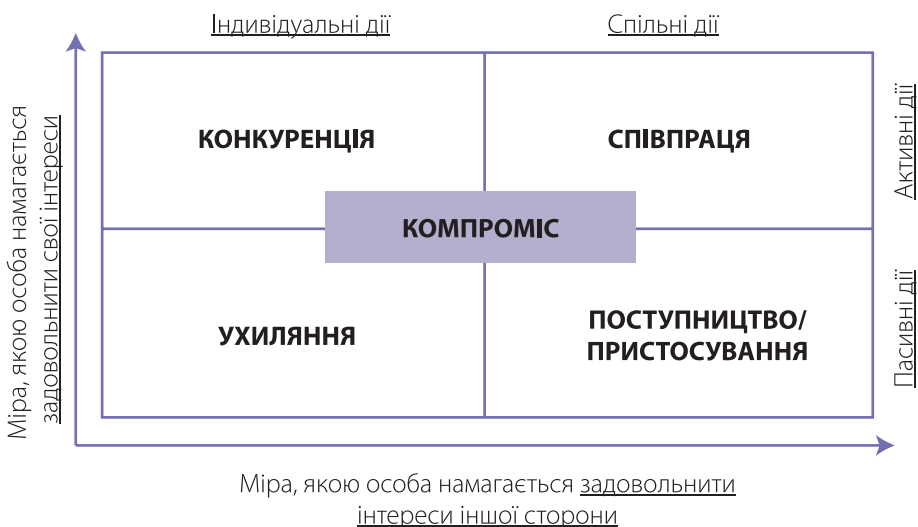 Індивідуальні дії
Спільні дії
Міра, якою особа намагається
задовольнити свої інтереси
КОНКУРЕНЦІЯ
СПІВПРАЦЯ
Активні дії
КОМПРОМІС
УХИЛЯННЯ
ПОСТУПНИЦТВО/
ПРИСТОСУВАННЯ
Пасивні дії
Міра, якою особа намагається задовольнити
інтереси іншої сторони